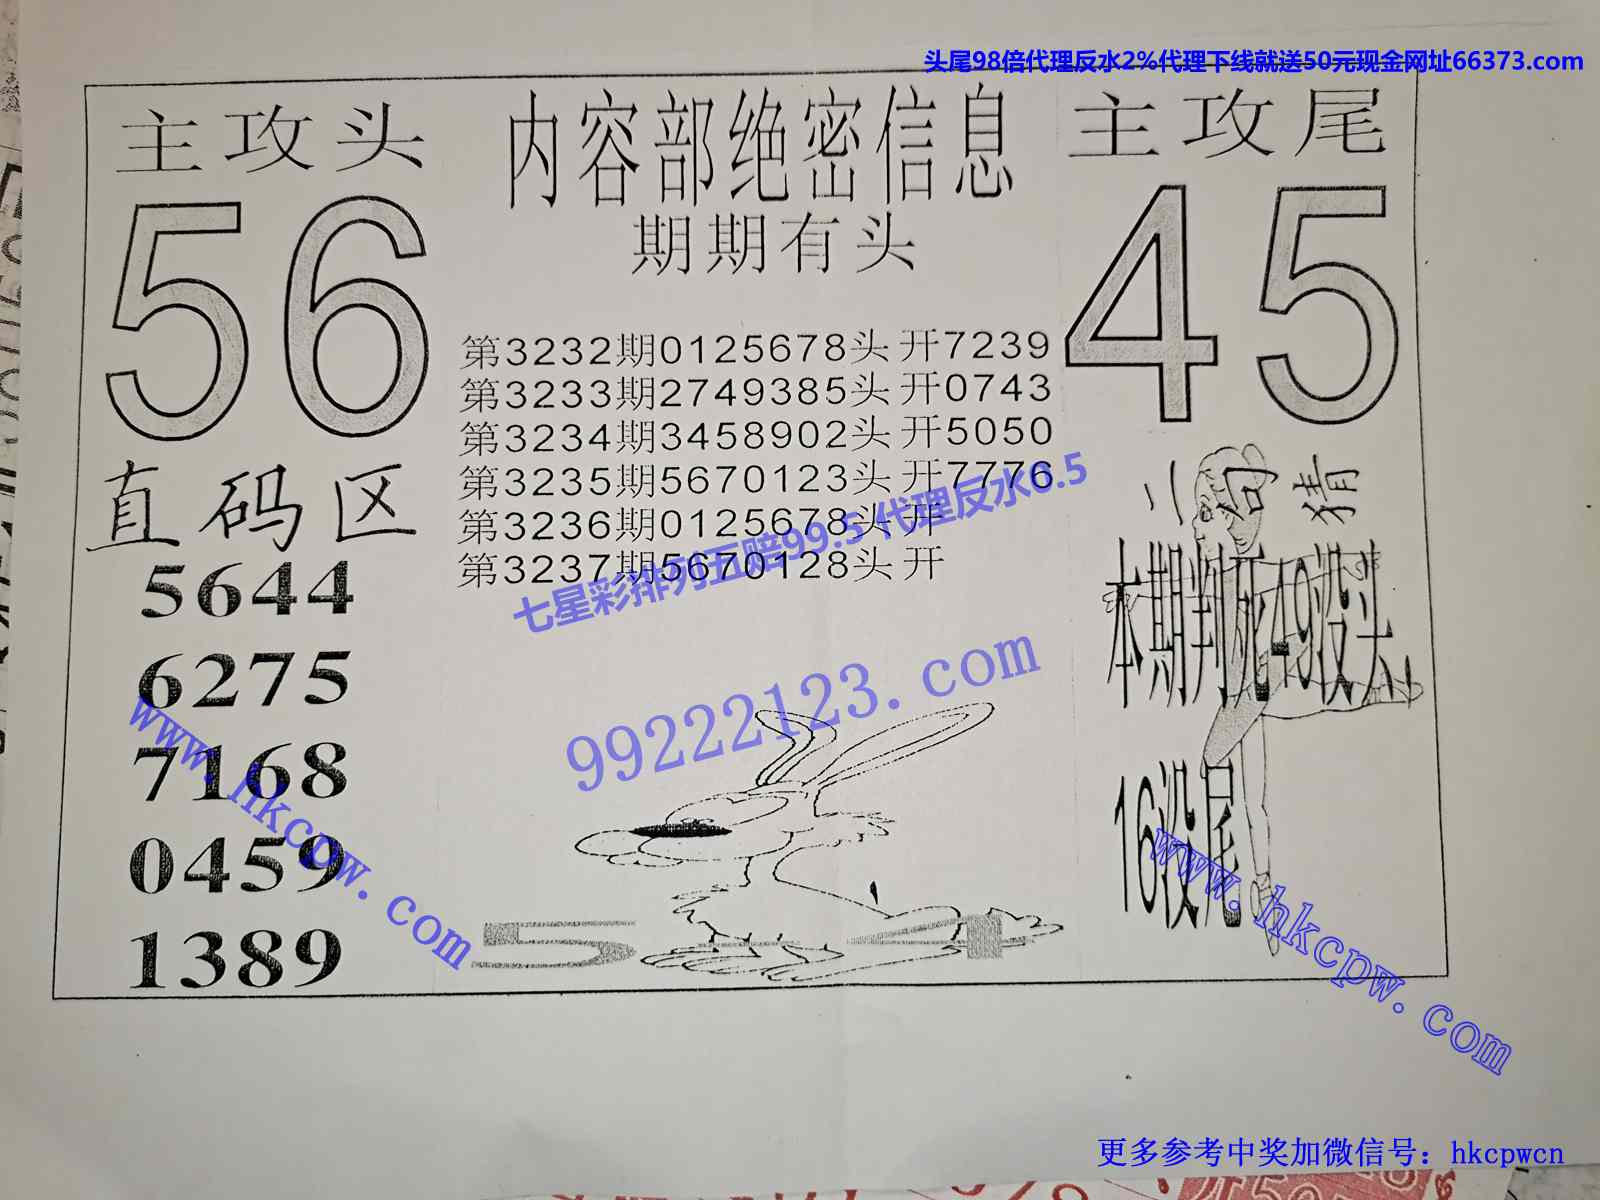 头尾98倍代理反水2%代理下线就送50元现金网址66373.com
主攻头
56
内容部绝密信息
期期有头
主攻尾
45
第3232期0125678头开7239
第3233期2749385头开0743
第3234期3458902头开5050
第3235期5670123头开7776
第3236期0125678头开
第3237期5670128头开
七星彩排列五赔99.5 代理反水6.5
99222123.com
直码区
5644
6275
7168
0459
1389
www.hkcpw.com
二句猜
本期判死49没头
16没尾
www.hkcpw.com
更多参考中奖加微信号：hkcpwcn